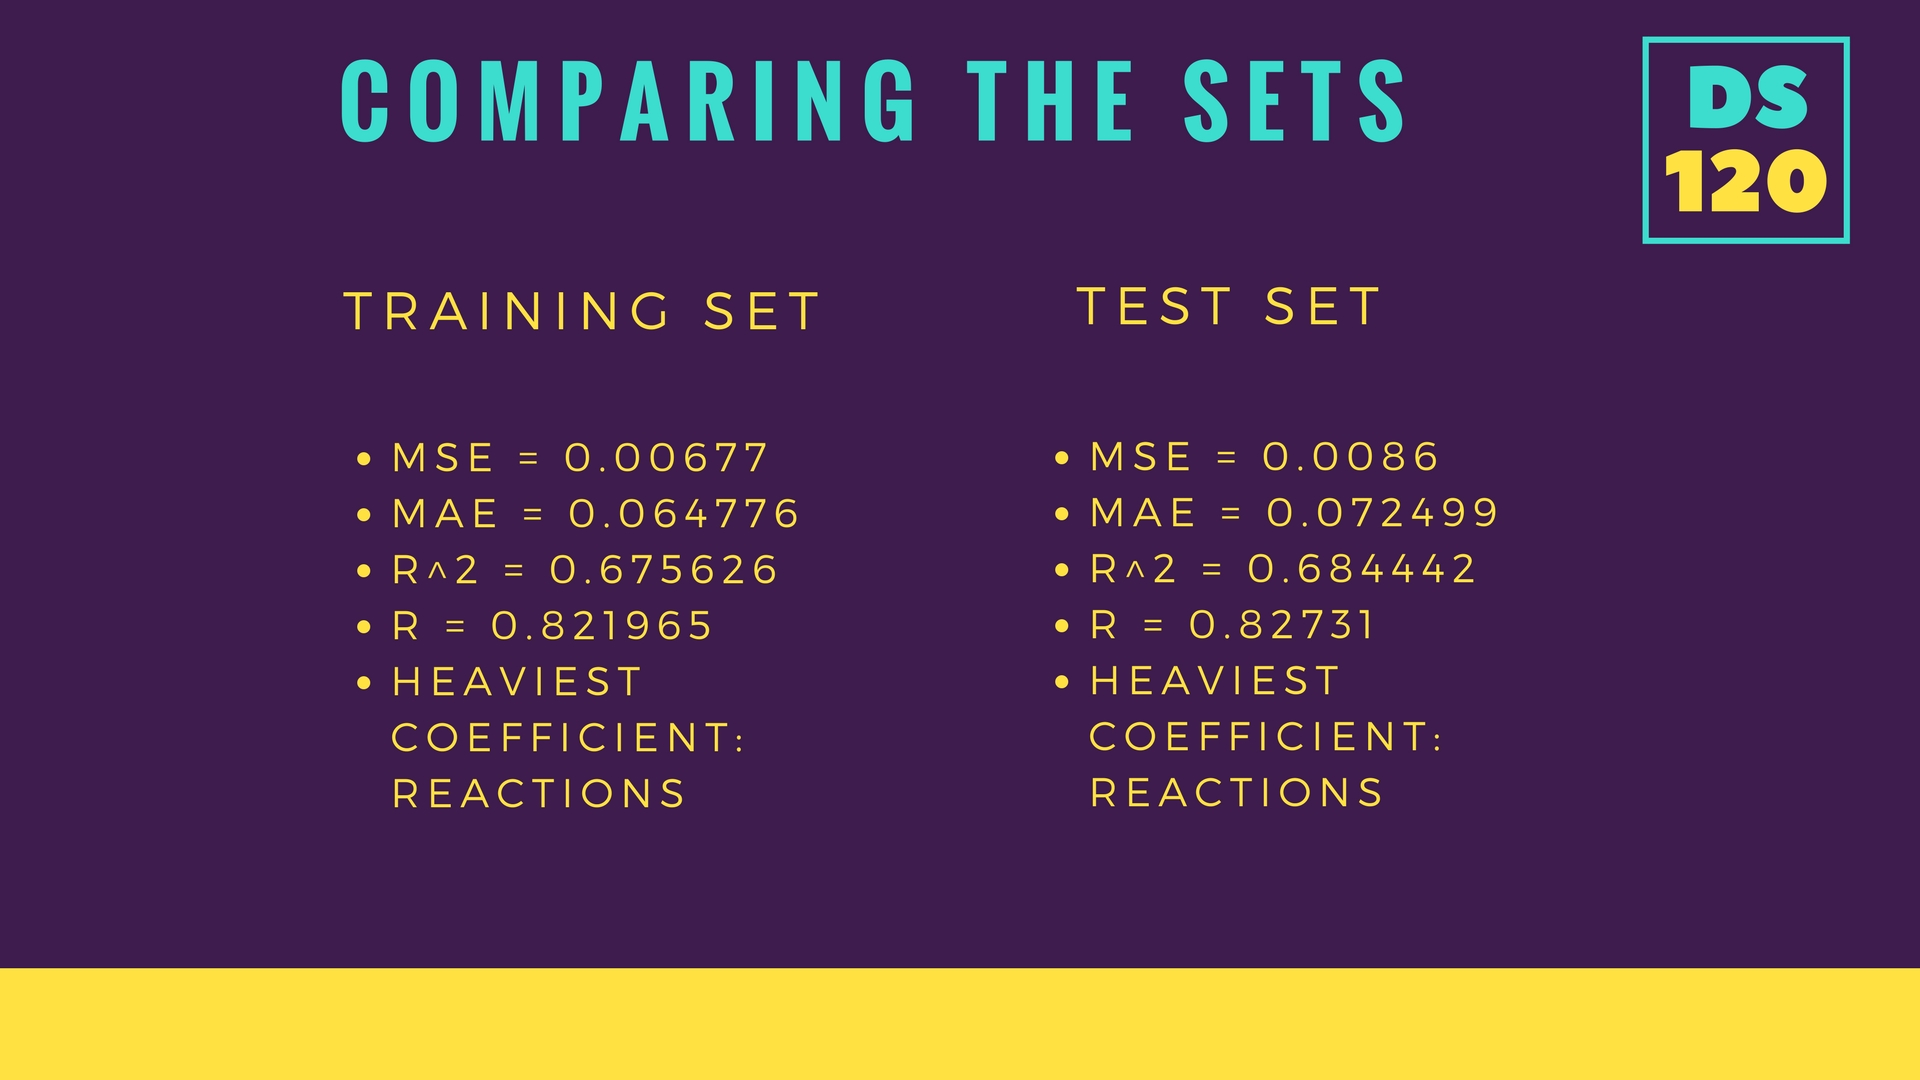 COMPARING THE SETS
DS
120
TRAINING SET
• MSE = 0.00677
• MAE = 0.064776
• R^2 = 0.675626
• R = 0.821965
• HEAVIEST
COEFFICIENT:
REACTIONS
TEST SET
• MSE = 0.0086
• MAE = 0.072499
• R^2 = 0.684442
• R = 0.82731
• HEAVIEST
COEFFICIENT:
REACTIONS